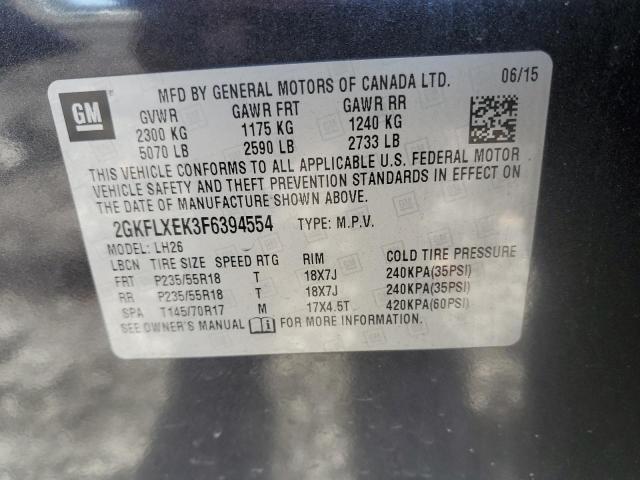 MFD BY GENERAL MOTORS OF CANADA LTD. 06/15
GM
GVWR GAWR FRT GAWR RR
2300 KG 1175 KG 1240 KG
5070 LB 2590 LB 2733 LB
THIS VEHICLE CONFORMS TO ALL APPLICABLE U.S. FEDERAL MOTOR
VEHICLE SAFETY AND THEFT PREVENTION STANDARDS IN EFFECT ON
THE DATE OF MANUFACTURE SHOWN ABOVE.
2GKFLXEK3F6394554 TYPE: M.P.V.
MODEL: LH26
LBCN TIRE SIZE SPEED RTG RIM COLD TIRE PRESSURE
FRT P235/55R18 T 18X7J 240KPA(35PSI)
RR P235/55R18 T 18X7J 240KPA(35PSI)
SPA T145/70R17 M 17X4.5T 420KPA(60PSI)
SEE OWNER'S MANUAL FOR MORE INFORMATION.